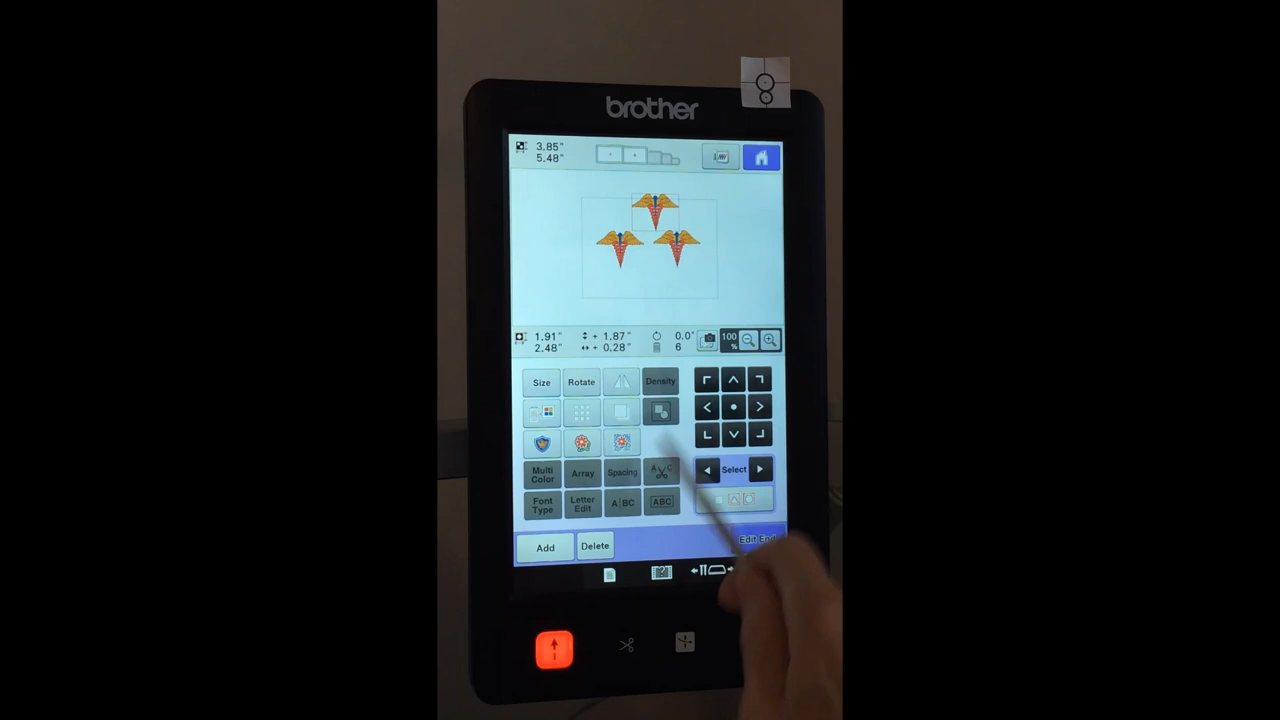 brother
3.85"
5.48"
1.91" + 1.87" 0.0° 100
2.48" + 0.28" 6 %
Size Rotate Density
Multi Color Array Spacing A C
Select
Font Type Letter Edit A BC ABC
Add Delete Edit End